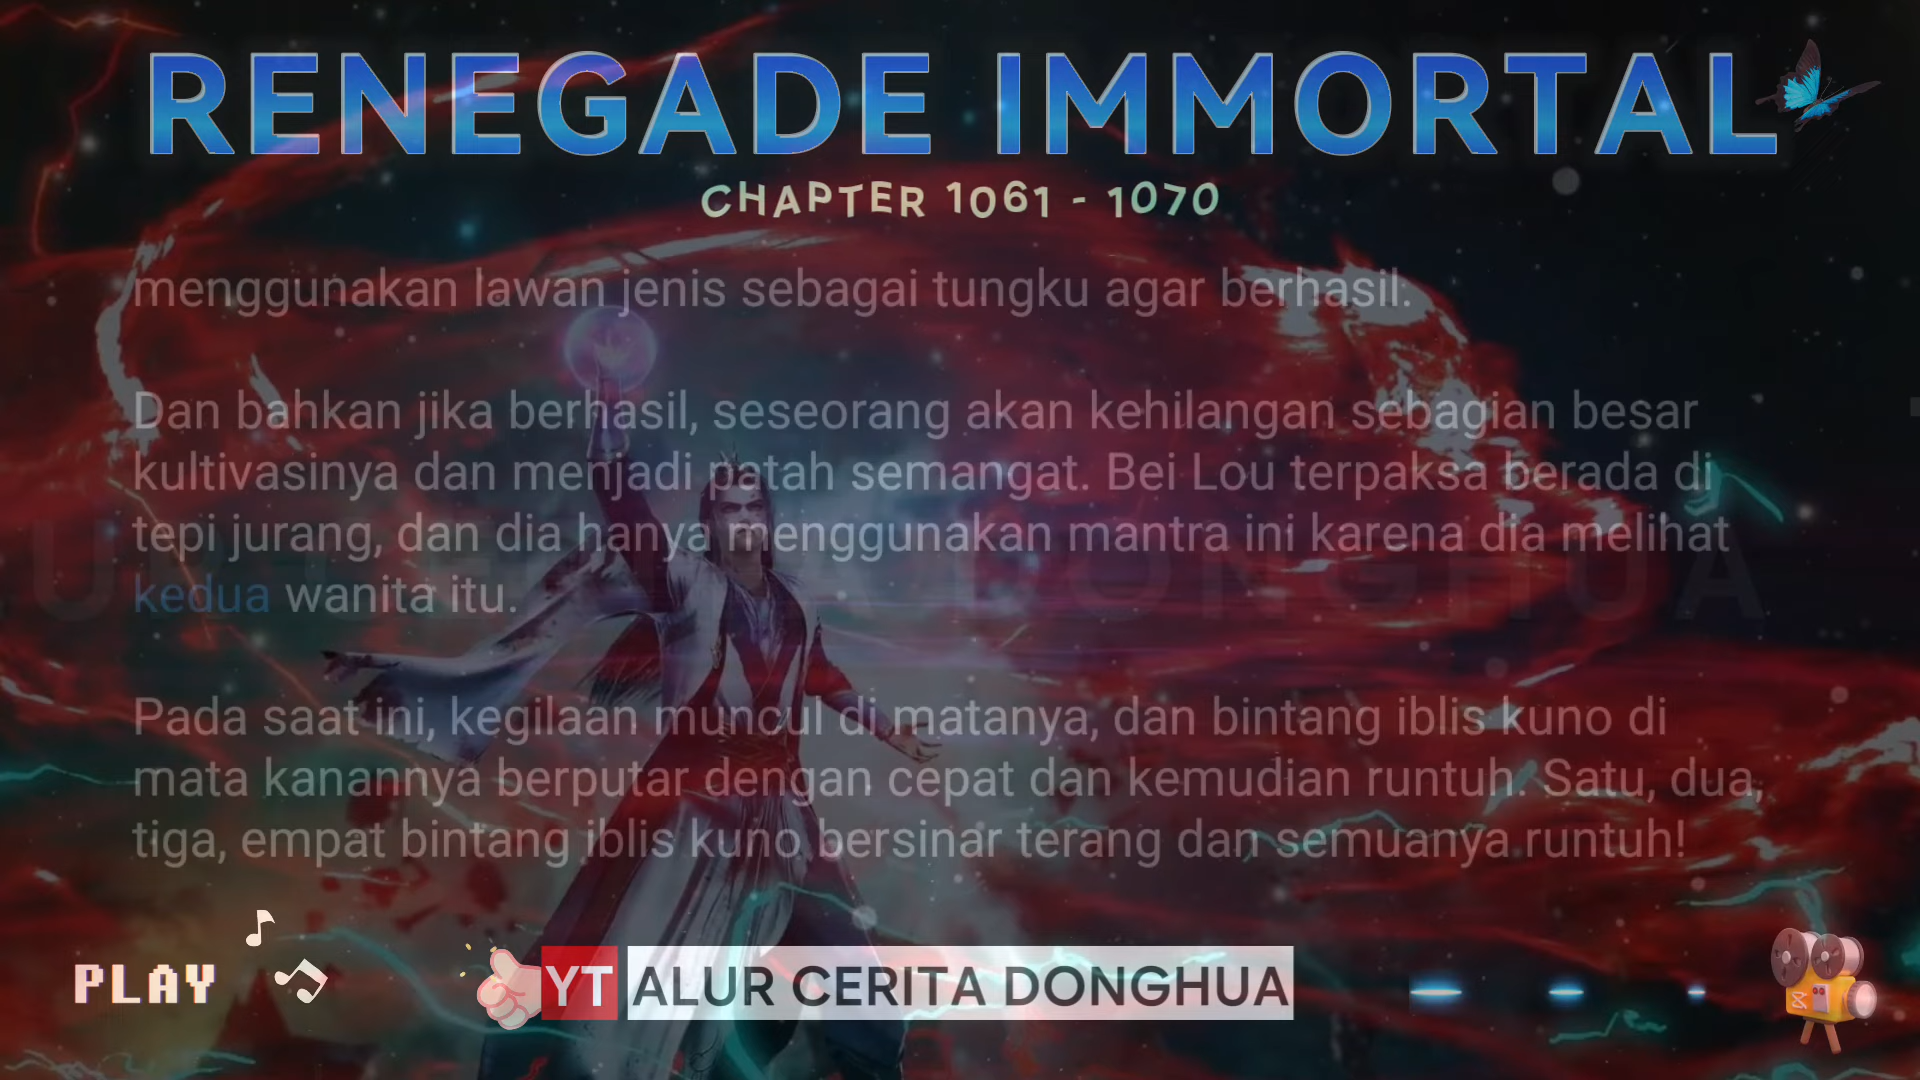 RENEGADE IMMORTAL
CHAPTER 1061 - 1070
menggunakan lawan jenis sebagai tungku agar berhasil.
Dan bahkan jika berhasil, seseorang akan kehilangan sebagian besar
kultivasinya dan menjadi patah semangat. Bei Lou terpaksa berada di
tepi jurang, dan dia hanya menggunakan mantra ini karena dia melihat
kedua wanita itu.
Pada saat ini, kegilaan muncul di matanya, dan bintang iblis kuno di
mata kanannya berputar dengan cepat dan kemudian runtuh. Satu, dua,
tiga, empat bintang iblis kuno bersinar terang dan semuanya runtuh!
PLAY
YT ALUR CERITA DONGHUA